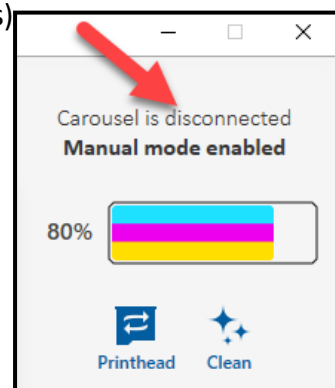 s)
Carousel is disconnected
Manual mode enabled
80%
Printhead Clean